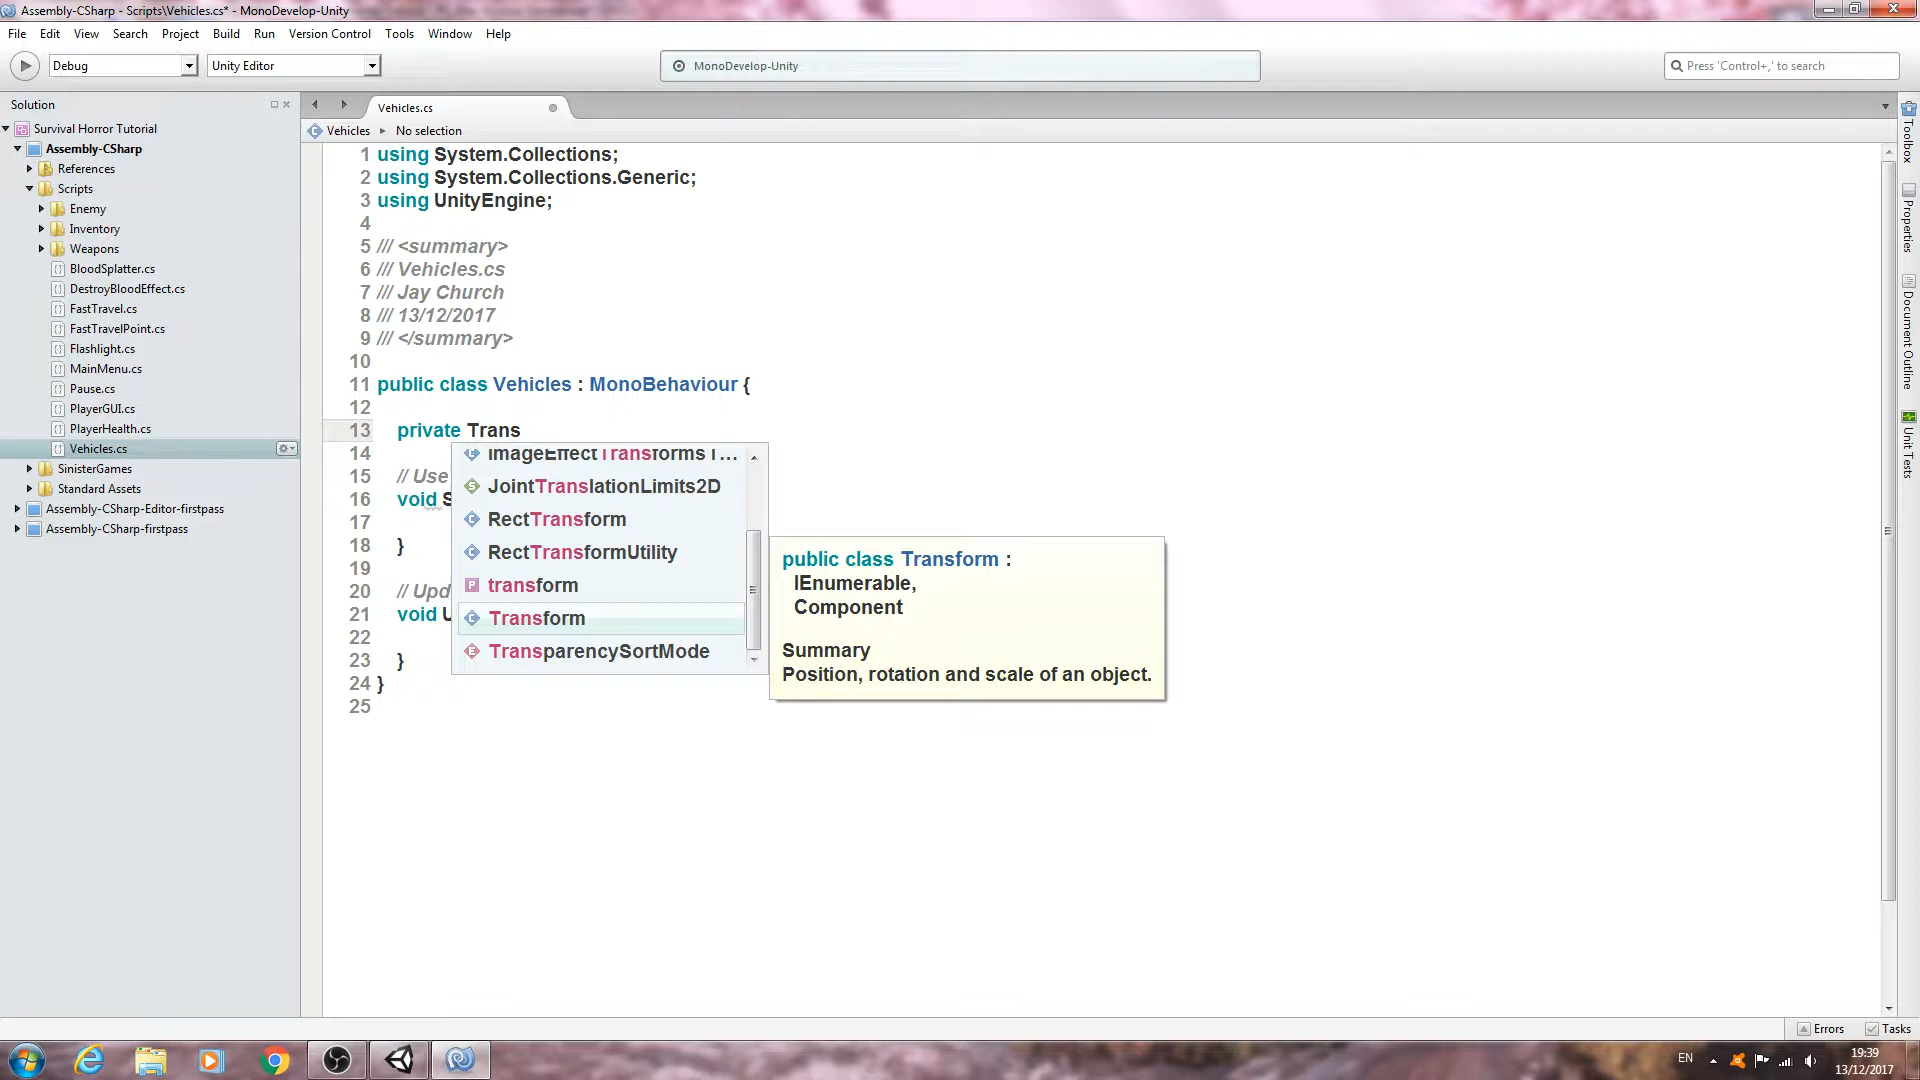 Assembly-CSharp - Scripts\Vehicles.cs* - MonoDevelop-Unity
File Edit View Search Project Build Run Version Control Tools Window Help
Debug
Unity Editor
MonoDevelop-Unity
Press 'Control+,' to search
Solution
Survival Horror Tutorial
Assembly-CSharp
References
Scripts
Enemy
Inventory
Weapons
BloodSplatter.cs
DestroyBloodEffect.cs
FastTravel.cs
FastTravelPoint.cs
Flashlight.cs
MainMenu.cs
Pause.cs
PlayerGUI.cs
PlayerHealth.cs
Vehicles.cs
SinisterGames
Standard Assets
Assembly-CSharp-Editor-firstpass
Assembly-CSharp-firstpass
Vehicles.cs
Vehicles ▸ No selection
1 using System.Collections;
2 using System.Collections.Generic;
3 using UnityEngine;
4
5 /// <summary>
6 /// Vehicles.cs
7 /// Jay Church
8 /// 13/12/2017
9 /// </summary>
10
11 public class Vehicles : MonoBehaviour {
12
13 private Trans
14
15 // Use
16 void S
17
18 }
19
20 // Upd
21 void U
22
23 }
24 }
25
ImageEffectTransformsT...
JointTranslationLimits2D
RectTransform
RectTransformUtility
transform
Transform
TransparencySortMode
public class Transform :
IEnumerable,
Component
Summary
Position, rotation and scale of an object.
Toolbox
Properties
Document Outline
Unit Tests
Errors
Tasks
EN
19:39
13/12/2017